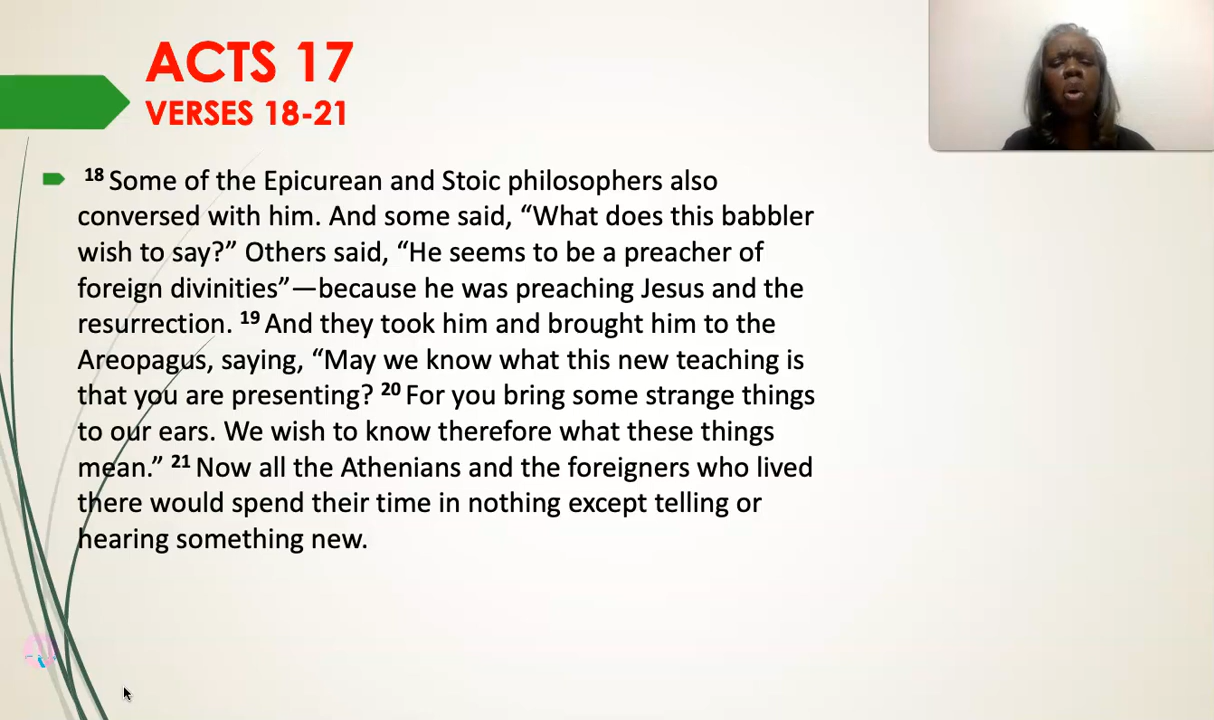 ACTS 17
VERSES 18-21
18 Some of the Epicurean and Stoic philosophers also
conversed with him. And some said, “What does this babbler
wish to say?” Others said, “He seems to be a preacher of
foreign divinities”—because he was preaching Jesus and the
resurrection. 19 And they took him and brought him to the
Areopagus, saying, “May we know what this new teaching is
that you are presenting? 20 For you bring some strange things
to our ears. We wish to know therefore what these things
mean.” 21 Now all the Athenians and the foreigners who lived
there would spend their time in nothing except telling or
hearing something new.